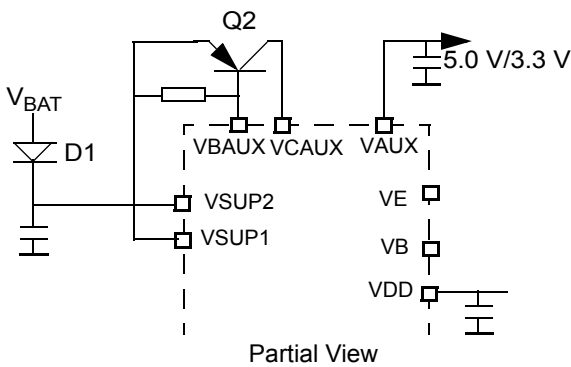 Q2
5.0 V/3.3 V
VBAT
D1
VBAUX VCAUX VAUX
VSUP2
VE
VSUP1
VB
VDD
Partial View